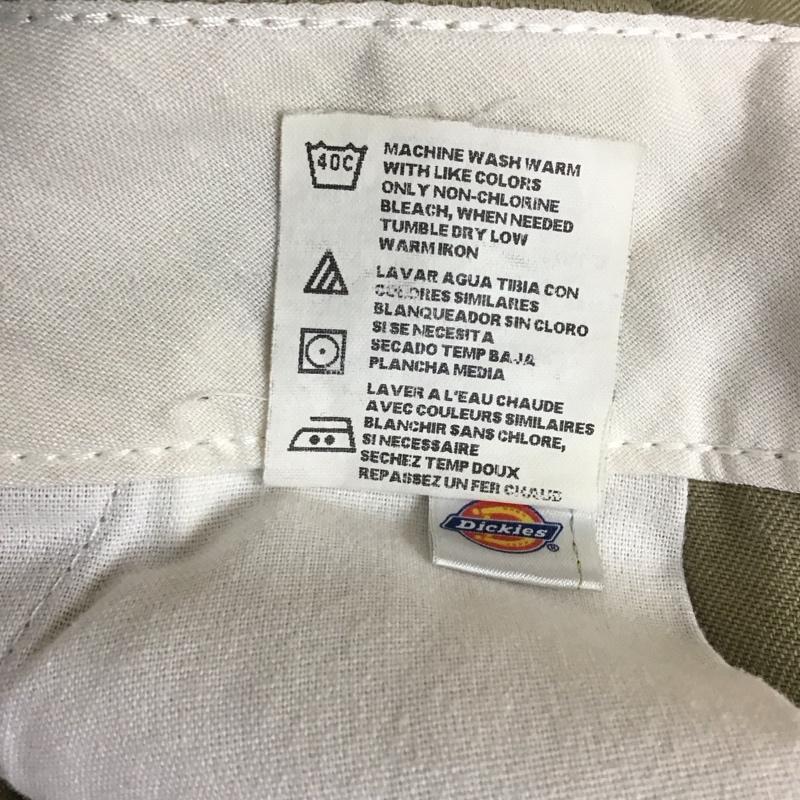 40C
MACHINE WASH WARM
WITH LIKE COLORS
ONLY NON-CHLORINE
BLEACH, WHEN NEEDED
TUMBLE DRY LOW
WARM IRON
LAVAR AGUA TIBIA CON
COLORES SIMILARES
BLANQUEADOR SIN CLORO
SI SE NECESITA
SECADO TEMP BAJA
PLANCHA MEDIA
LAVER A L'EAU CHAUDE
AVEC COULEURS SIMILAIRES
BLANCHIR SANS CHLORE,
SI NECESSAIRE
SECHEZ TEMP DOUX
REPASSEZ UN FER CHAUD
Dickies®